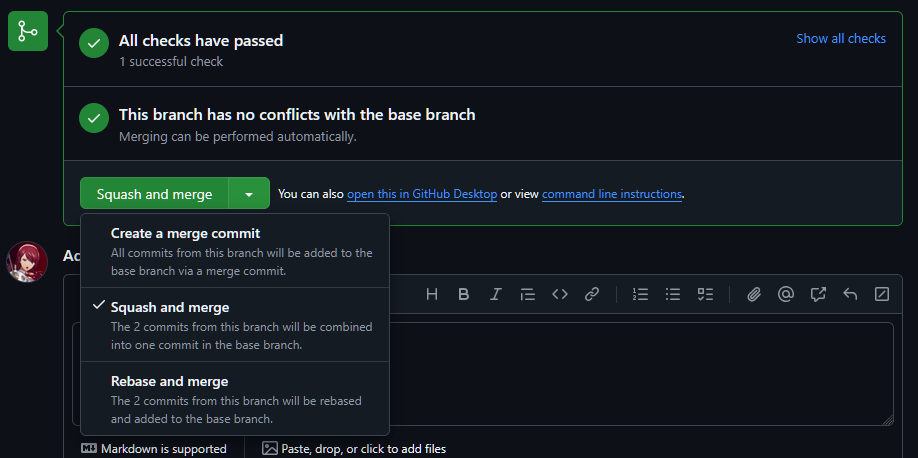 All checks have passed
Show all checks
1 successful check
This branch has no conflicts with the base branch
Merging can be performed automatically.
Squash and merge
You can also open this in GitHub Desktop or view command line instructions.
Create a merge commit
All commits from this branch will be added to the
base branch via a merge commit.
Squash and merge
The 2 commits from this branch will be combined
into one commit in the base branch.
Rebase and merge
The 2 commits from this branch will be rebased
and added to the base branch.
Markdown is supported
Paste, drop, or click to add files